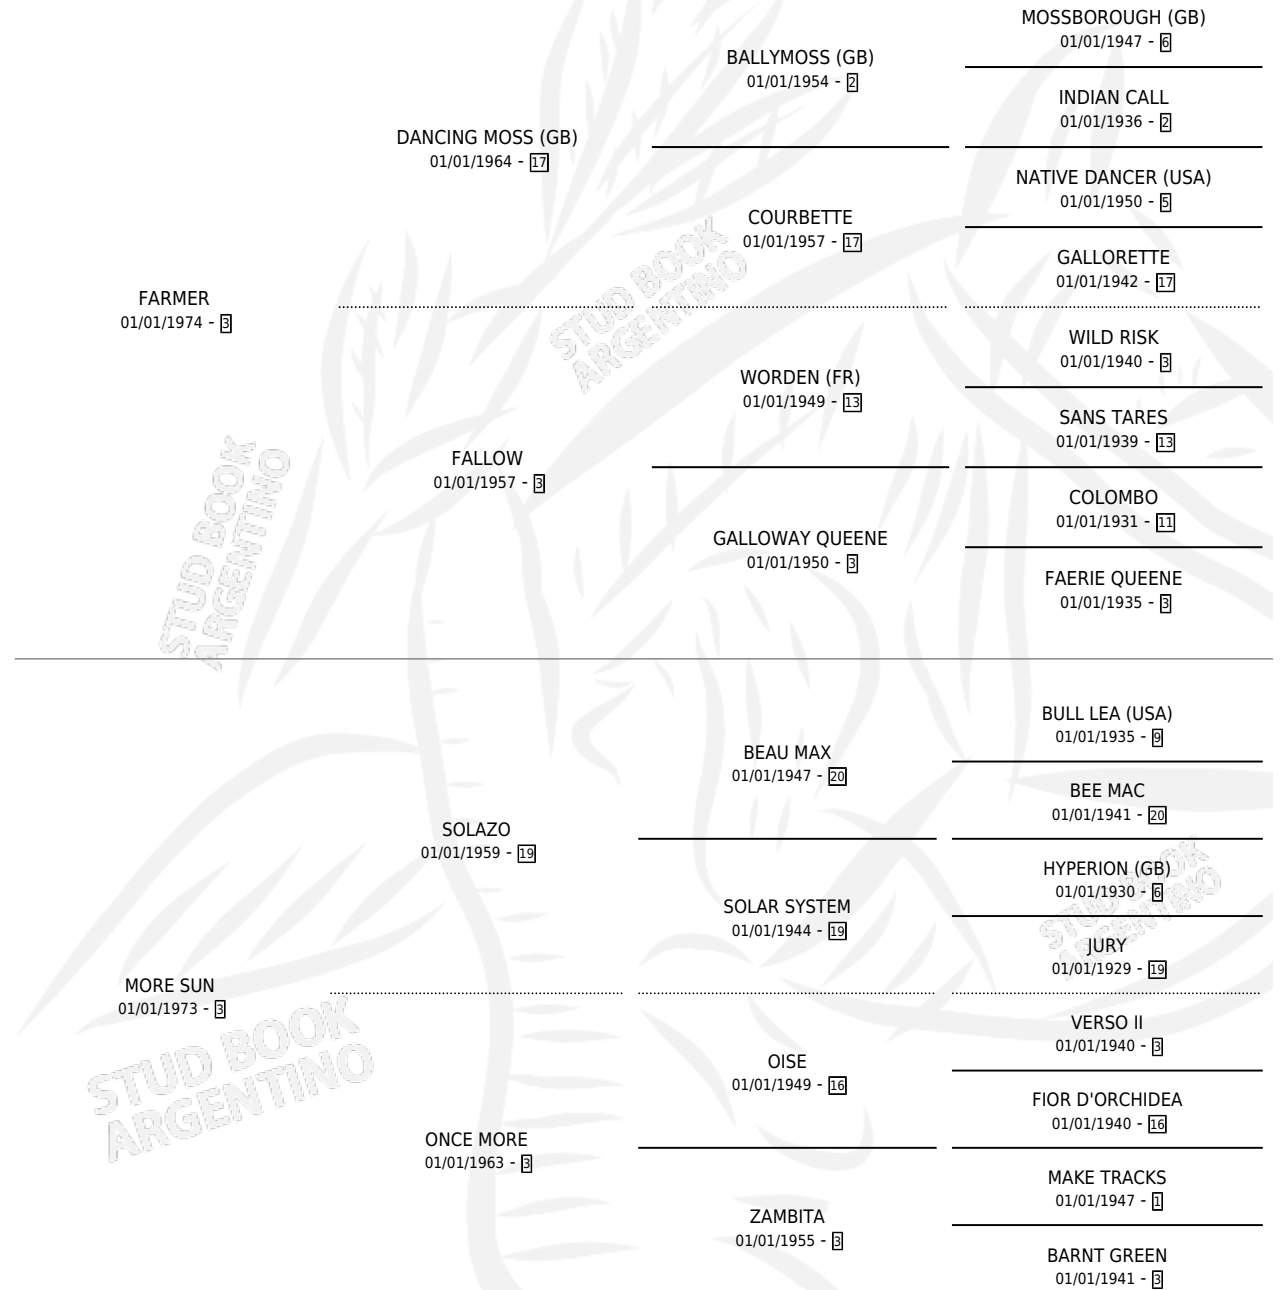 MOSSBOROUGH (GB)
01/01/1947 - 6
BALLYMOSS (GB)
01/01/1954 - 2
INDIAN CALL
01/01/1936 - 2
DANCING MOSS (GB)
01/01/1964 - 17
NATIVE DANCER (USA)
01/01/1950 - 5
COURBETTE
01/01/1957 - 17
GALLORETTE
01/01/1942 - 17
FARMER
01/01/1974 - 3
WILD RISK
01/01/1940 - 3
WORDEN (FR)
01/01/1949 - 13
SANS TARES
01/01/1939 - 13
FALLOW
01/01/1957 - 3
COLOMBO
01/01/1931 - 11
GALLOWAY QUEENE
01/01/1950 - 3
FAERIE QUEENE
01/01/1935 - 3
BULL LEA (USA)
01/01/1935 - 9
BEAU MAX
01/01/1947 - 20
BEE MAC
01/01/1941 - 20
SOLAZO
01/01/1959 - 19
HYPERION (GB)
01/01/1930 - 6
SOLAR SYSTEM
01/01/1944 - 19
JURY
01/01/1929 - 19
MORE SUN
01/01/1973 - 3
VERSO II
01/01/1940 - 3
OISE
01/01/1949 - 16
FIOR D'ORCHIDEA
01/01/1940 - 16
ONCE MORE
01/01/1963 - 3
MAKE TRACKS
01/01/1947 - 1
ZAMBITA
01/01/1955 - 3
BARNT GREEN
01/01/1941 - 3
STUD BOOK
ARGENTINO
STUD BOOK
ARGENTINO
STUD BOOK
ARGENTINO
STUD BOOK
ARGENTINO